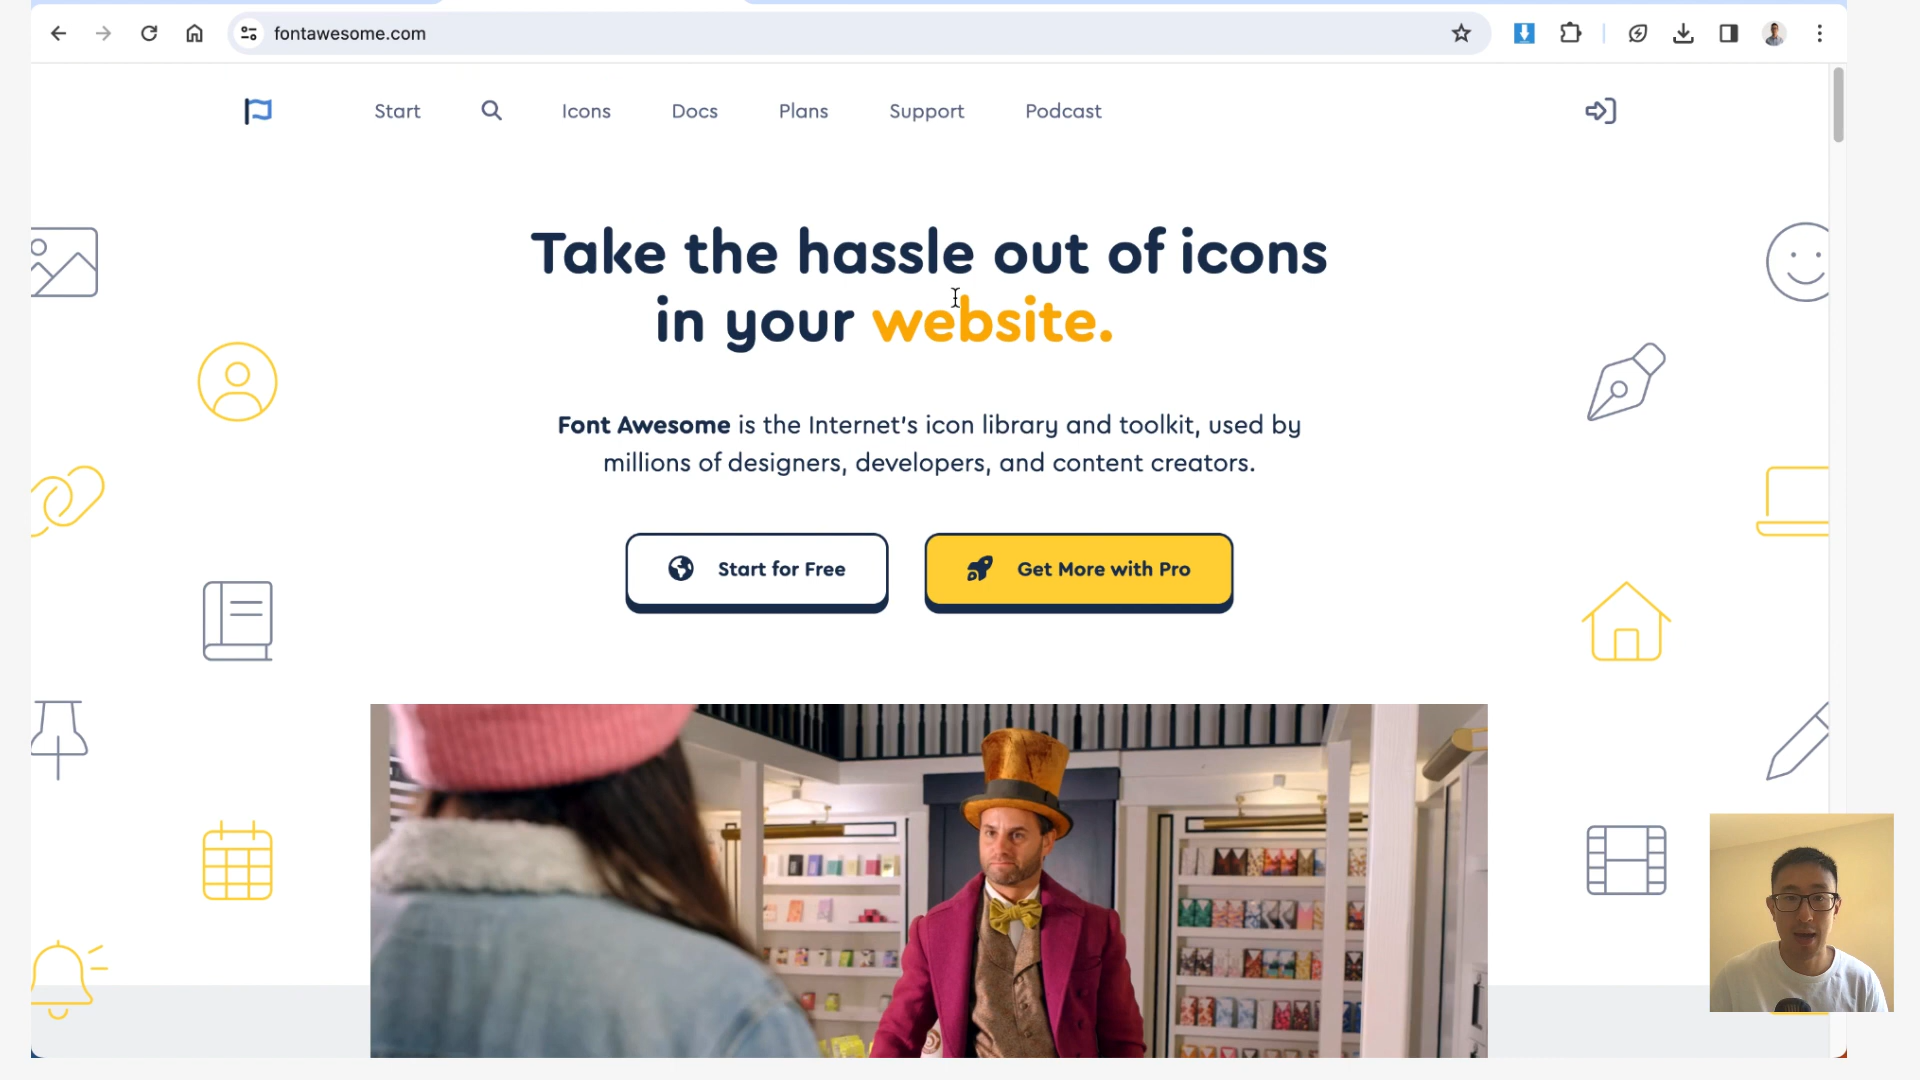 fontawesome.com
Start
Icons
Docs
Plans
Support
Podcast
Take the hassle out of icons
in your website.
Font Awesome is the Internet's icon library and toolkit, used by
millions of designers, developers, and content creators.
Start for Free
Get More with Pro